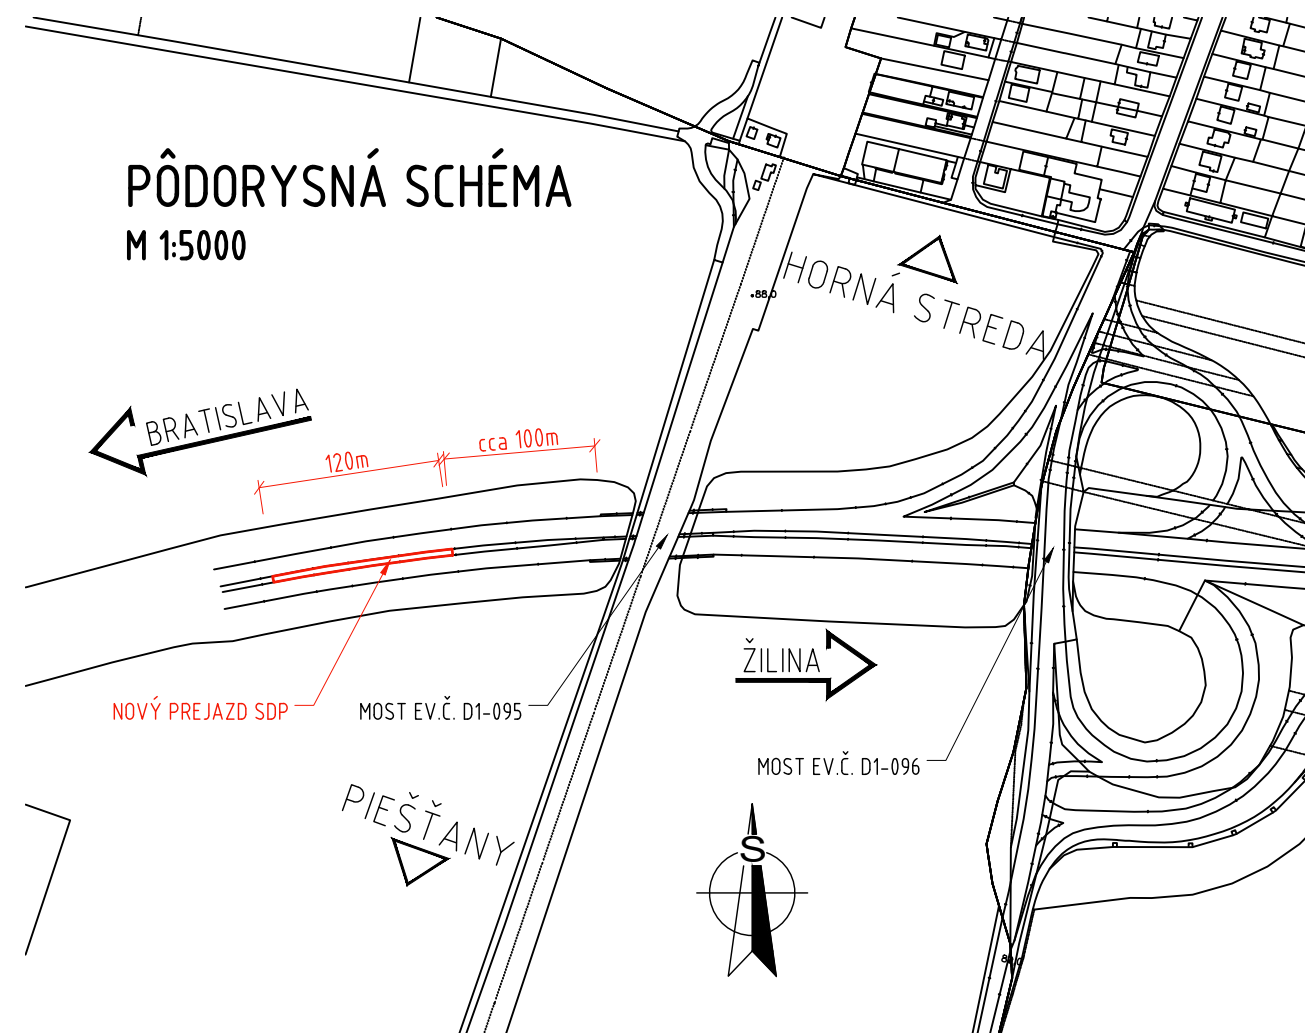 PÔDORYSNÁ SCHÉMA
M 1:5000
HORNÁ STREDA
88.0
BRATISLAVA
120m
cca 100m
ŽILINA
NOVÝ PREJAZD SDP
MOST EV.Č. D1-095
MOST EV.Č. D1-096
PIEŠŤANY
S